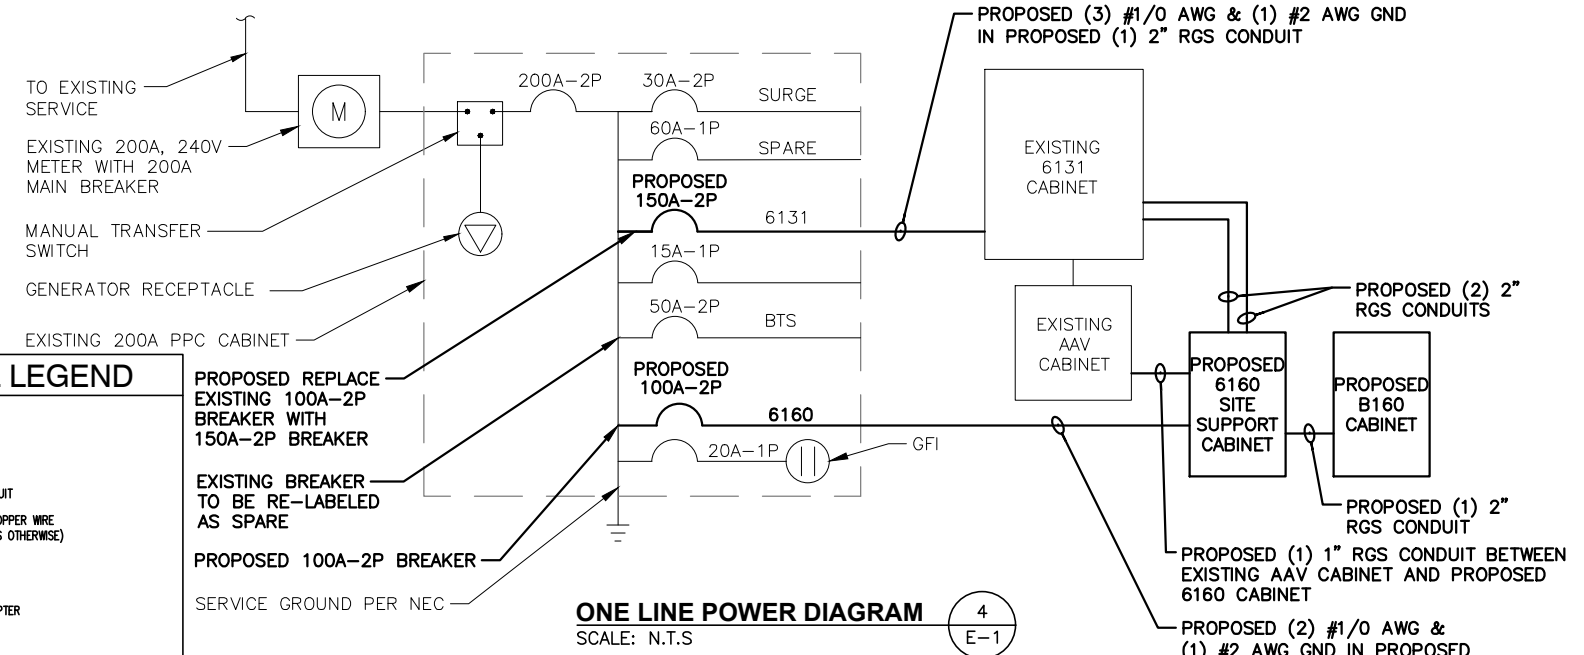 PROPOSED (3) #1/0 AWG & (1) #2 AWG GND
IN PROPOSED (1) 2" RGS CONDUIT
TO EXISTING
SERVICE
M
EXISTING 200A, 240V
METER WITH 200A
MAIN BREAKER
MANUAL TRANSFER
SWITCH
GENERATOR RECEPTACLE
EXISTING 200A PPC CABINET
200A-2P
30A-2P
SURGE
60A-1P
SPARE
PROPOSED
150A-2P
6131
15A-1P
50A-2P
BTS
PROPOSED
100A-2P
6160
20A-1P
GFI
EXISTING
6131
CABINET
EXISTING
AAV
CABINET
PROPOSED (2) 2"
RGS CONDUITS
PROPOSED
6160
SITE
SUPPORT
CABINET
PROPOSED
B160
CABINET
LEGEND
UIT
OPPER WIRE
S OTHERWISE)
PTER
PROPOSED REPLACE
EXISTING 100A-2P
BREAKER WITH
150A-2P BREAKER
EXISTING BREAKER
TO BE RE-LABELED
AS SPARE
PROPOSED 100A-2P BREAKER
SERVICE GROUND PER NEC
PROPOSED (1) 2"
RGS CONDUIT
PROPOSED (1) 1" RGS CONDUIT BETWEEN
EXISTING AAV CABINET AND PROPOSED
6160 CABINET
PROPOSED (2) #1/0 AWG &
(1) #2 AWG GND IN PROPOSED
ONE LINE POWER DIAGRAM
SCALE: N.T.S
4
E-1